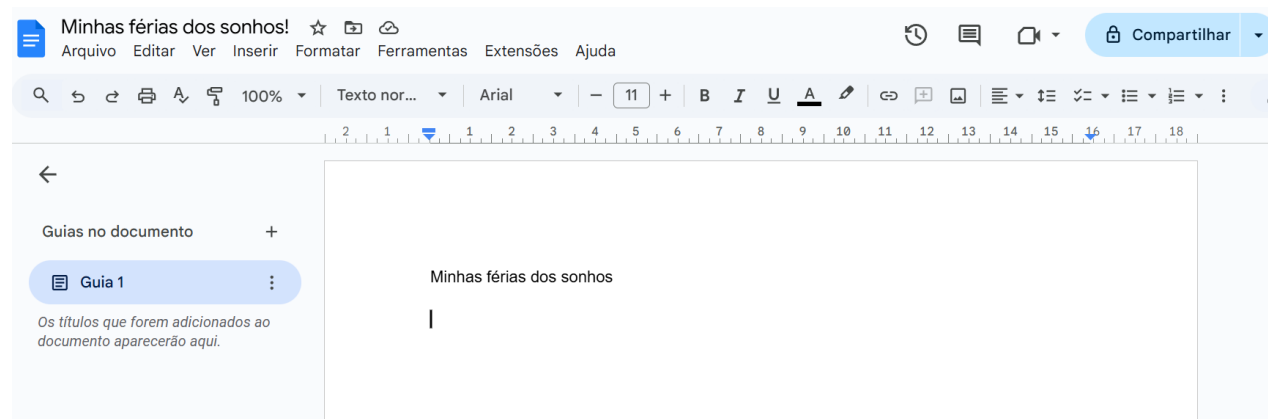 Minhas férias dos sonhos!
Arquivo Editar Ver Inserir Formatar Ferramentas Extensões Ajuda
Compartilhar
100% Texto nor... Arial 11 B I U A
2 1 1 2 3 4 5 6 7 8 9 10 11 12 13 14 15 16 17 18
Guias no documento
Guia 1
Os títulos que forem adicionados ao
documento aparecerão aqui.
Minhas férias dos sonhos